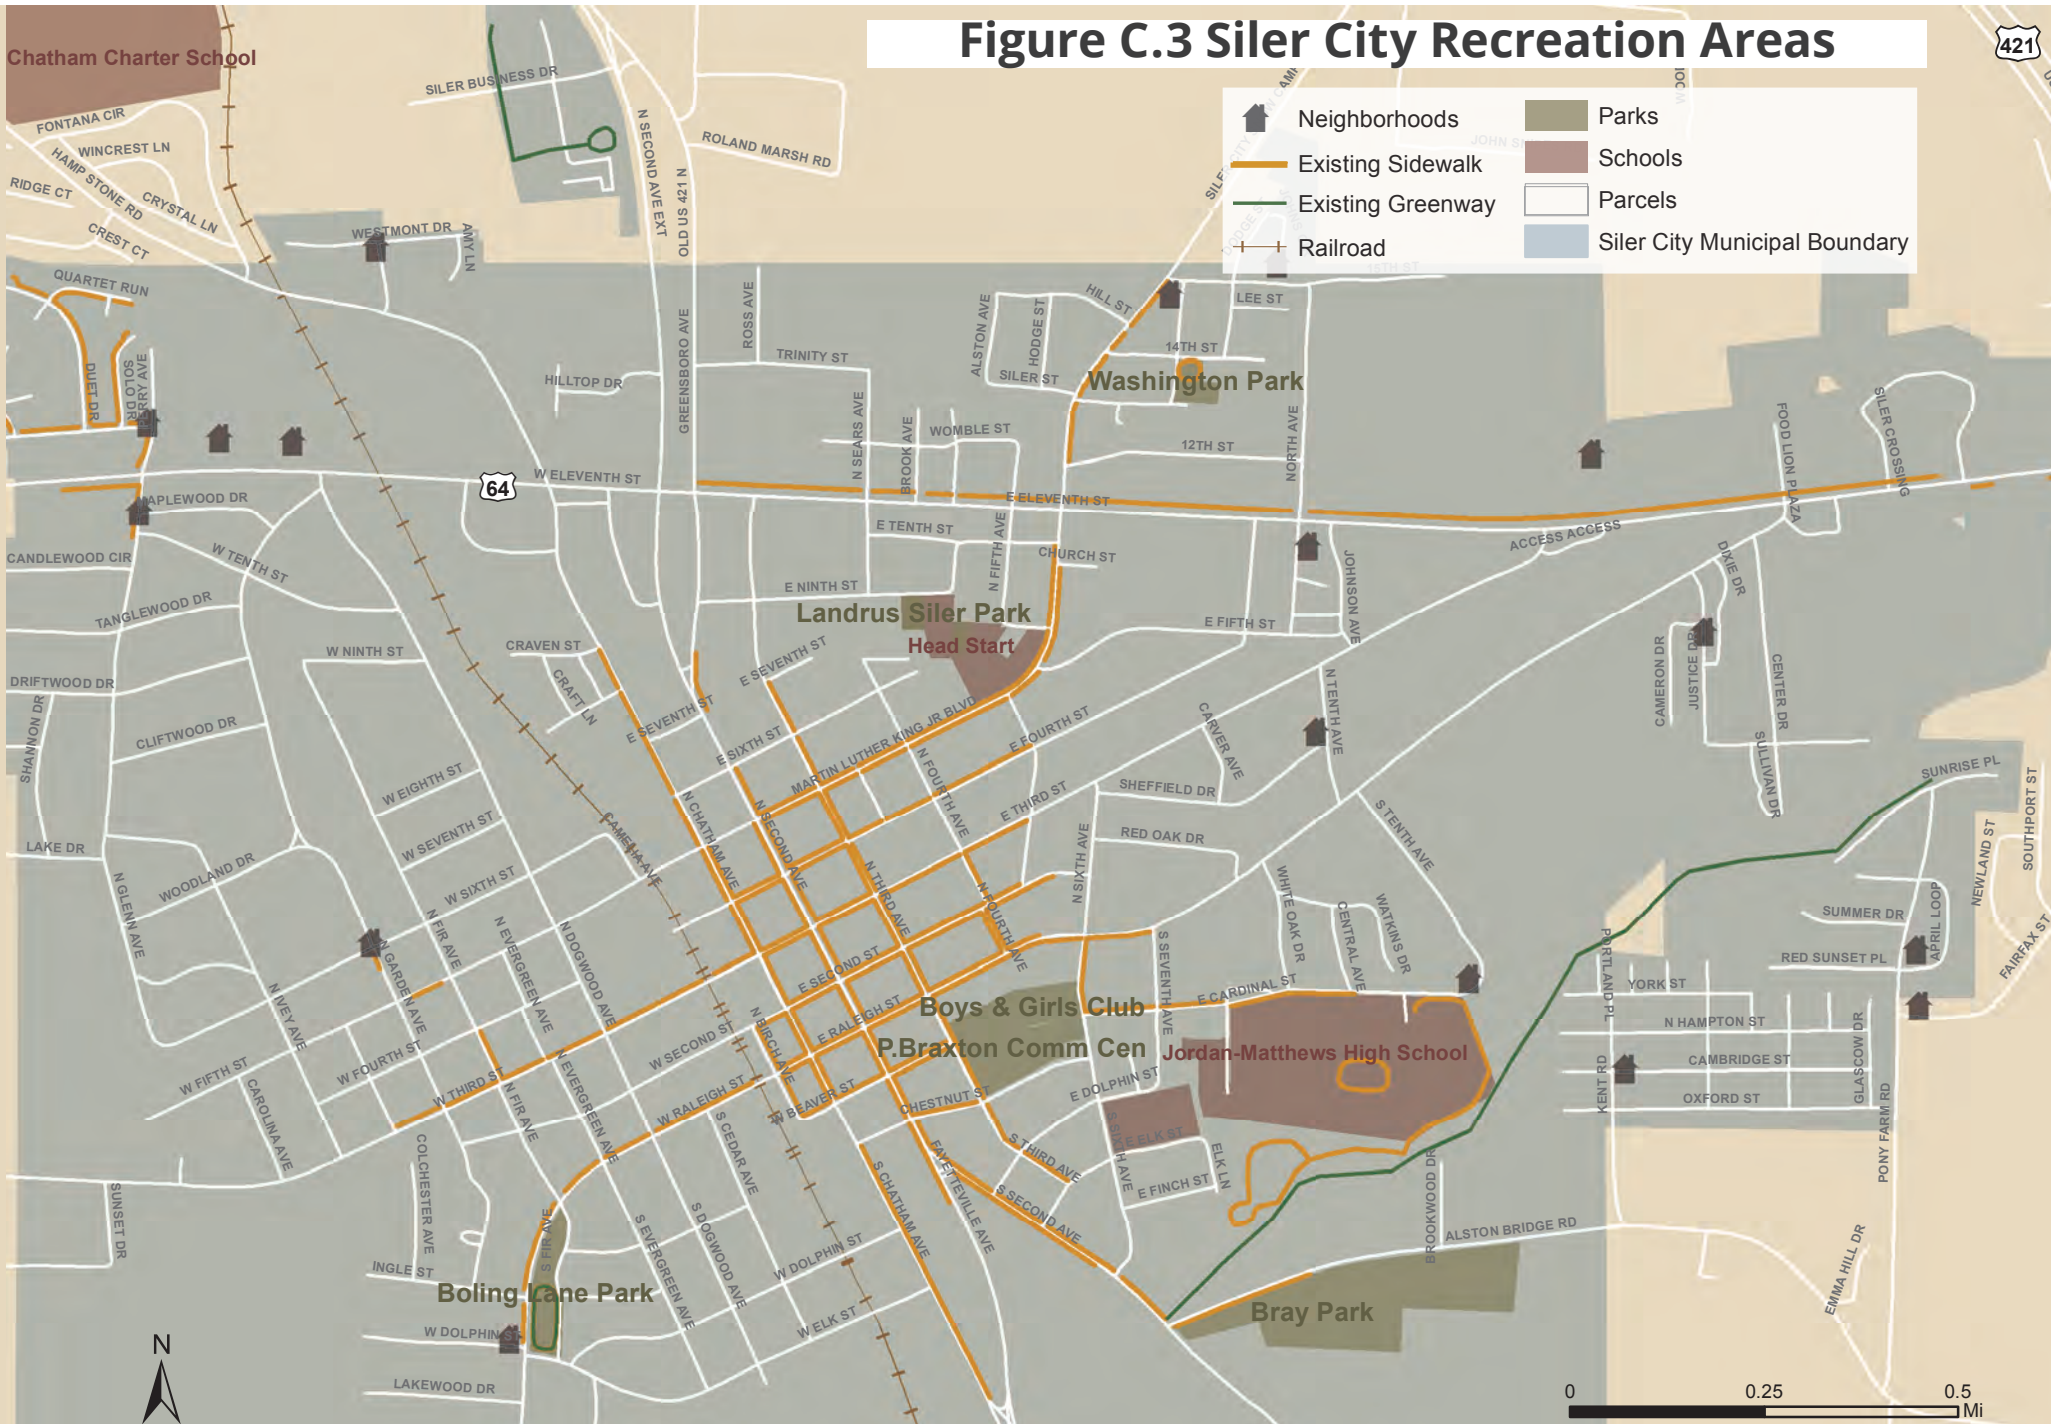 Figure C.3 Siler City Recreation Areas
421
Chatham Charter School
Neighborhoods
Existing Sidewalk
Existing Greenway
Railroad
Parks
Schools
Parcels
Siler City Municipal Boundary
SILER BUSINESS DR
FONTANA CIR
WINCREST LN
HAMPSTONE RD
RIDGE CT
CRYSTAL LN
CREST CT
N SECOND AVE EXT
OLD US 421 N
ROLAND MARSH RD
WESTMONT DR
AMY LN
QUARTET RUN
DUET DR
SOLO DR
PERRY AVE
HILLTOP DR
GREENSBORO AVE
ROSS AVE
TRINITY ST
N SEARS AVE
BROOK AVE
WOMBLE ST
ALSTON AVE
HODGE ST
HILL ST
SILER ST
LEE ST
15TH ST
14TH ST
Washington Park
12TH ST
NORTH AVE
FOOD LION PLAZA
SILER CROSSING
64
W ELEVENTH ST
E ELEVENTH ST
APLEWOOD DR
CANDLEWOOD CIR
W TENTH ST
TANGLEWOOD DR
E TENTH ST
N FIFTH AVE
CHURCH ST
E NINTH ST
ACCESS ACCESS
DIXIE DR
JOHNSON AVE
Landrus Siler Park
Head Start
E FIFTH ST
CRAVEN ST
CRAFT LN
W NINTH ST
DRIFTWOOD DR
SHANNON DR
CLIFTWOOD DR
E SEVENTH ST
E SEVENTH ST
E SIXTH ST
MARTIN LUTHER KING JR BLVD
N FOURTH AVE
E FOURTH ST
CARVER AVE
N TENTH AVE
CAMERON DR
JUSTICE DR
CENTER DR
SULLIVAN DR
SUNRISE PL
SOUTHPORT ST
W EIGHTH ST
W SEVENTH ST
CAMELIA AVE
N CHATHAM AVE
N SECOND AVE
E THIRD ST
SHEFFIELD DR
RED OAK DR
S TENTH AVE
NEWLAND ST
LAKE DR
WOODLAND DR
W SIXTH ST
N GLENN AVE
N THIRD AVE
N FOURTH AVE
N SIXTH AVE
WHITE OAK DR
CENTRAL AVE
WATKINS DR
SUMMER DR
APRIL LOOP
RED SUNSET PL
FAIRFAX ST
N FIR AVE
N EVERGREEN AVE
N DOGWOOD AVE
N GARDEN AVE
N IVEY AVE
E SECOND ST
E RALEIGH ST
S SEVENTH AVE
E CARDINAL ST
PORTLAND PL
YORK ST
N HAMPTON ST
CAMBRIDGE ST
OXFORD ST
GLASCOW DR
KENT RD
PONY FARM RD
Boys & Girls Club
P.Braxton Comm Cen
Jordan-Matthews High School
W FIFTH ST
W FOURTH ST
W THIRD ST
W SECOND ST
N BIRCH AVE
W RALEIGH ST
W BEAVER ST
CHESTNUT ST
E DOLPHIN ST
CAROLINA AVE
N FIR AVE
N EVERGREEN AVE
S CEDAR AVE
S SIXTH AVE
E ELK ST
ELK LN
E FINCH ST
S THIRD AVE
S SECOND AVE
FAYETTEVILLE AVE
S CHATHAM AVE
COLCHESTER AVE
SUNSET DR
S FIR AVE
S EVERGREEN AVE
S DOGWOOD AVE
W DOLPHIN ST
W ELK ST
INGLE ST
Boling Lane Park
W DOLPHIN ST
LAKEWOOD DR
BROOKWOOD DR
ALSTON BRIDGE RD
EMMA HILL DR
Bray Park
N
0 0.25 0.5
Mi